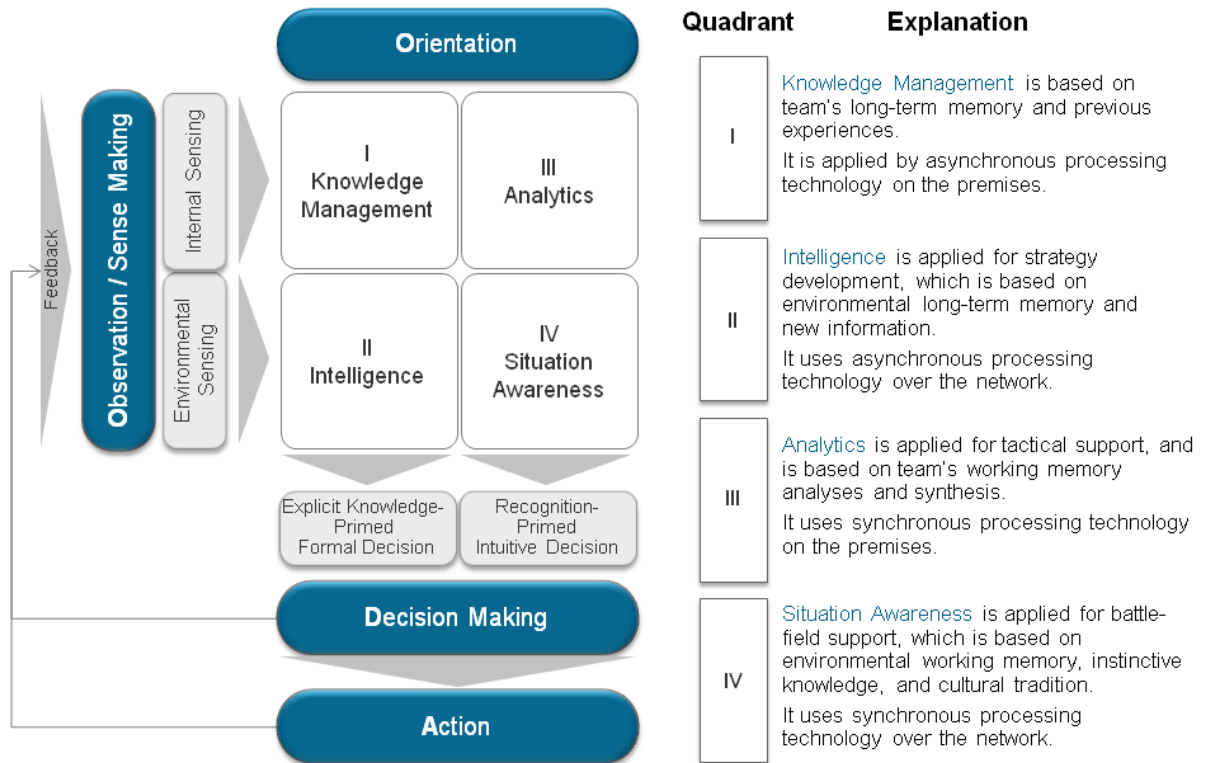 Orientation
Feedback
Observation / Sense Making
Internal Sensing
Environmental
Sensing
I
Knowledge
Management
III
Analytics
II
Intelligence
IV
Situation
Awareness
Explicit Knowledge-
Primed
Formal Decision
Recognition-
Primed
Intuitive Decision
Decision Making
Action
Quadrant
Explanation
I
Knowledge Management is based on
team's long-term memory and previous
experiences.
It is applied by asynchronous processing
technology on the premises.
II
Intelligence is applied for strategy
development, which is based on
environmental long-term memory and
new information.
It uses asynchronous processing
technology over the network.
III
Analytics is applied for tactical support, and
is based on team's working memory
analyses and synthesis.
It uses synchronous processing technology
on the premises.
IV
Situation Awareness is applied for battle-
field support, which is based on
environmental working memory, instinctive
knowledge, and cultural tradition.
It uses synchronous processing
technology over the network.